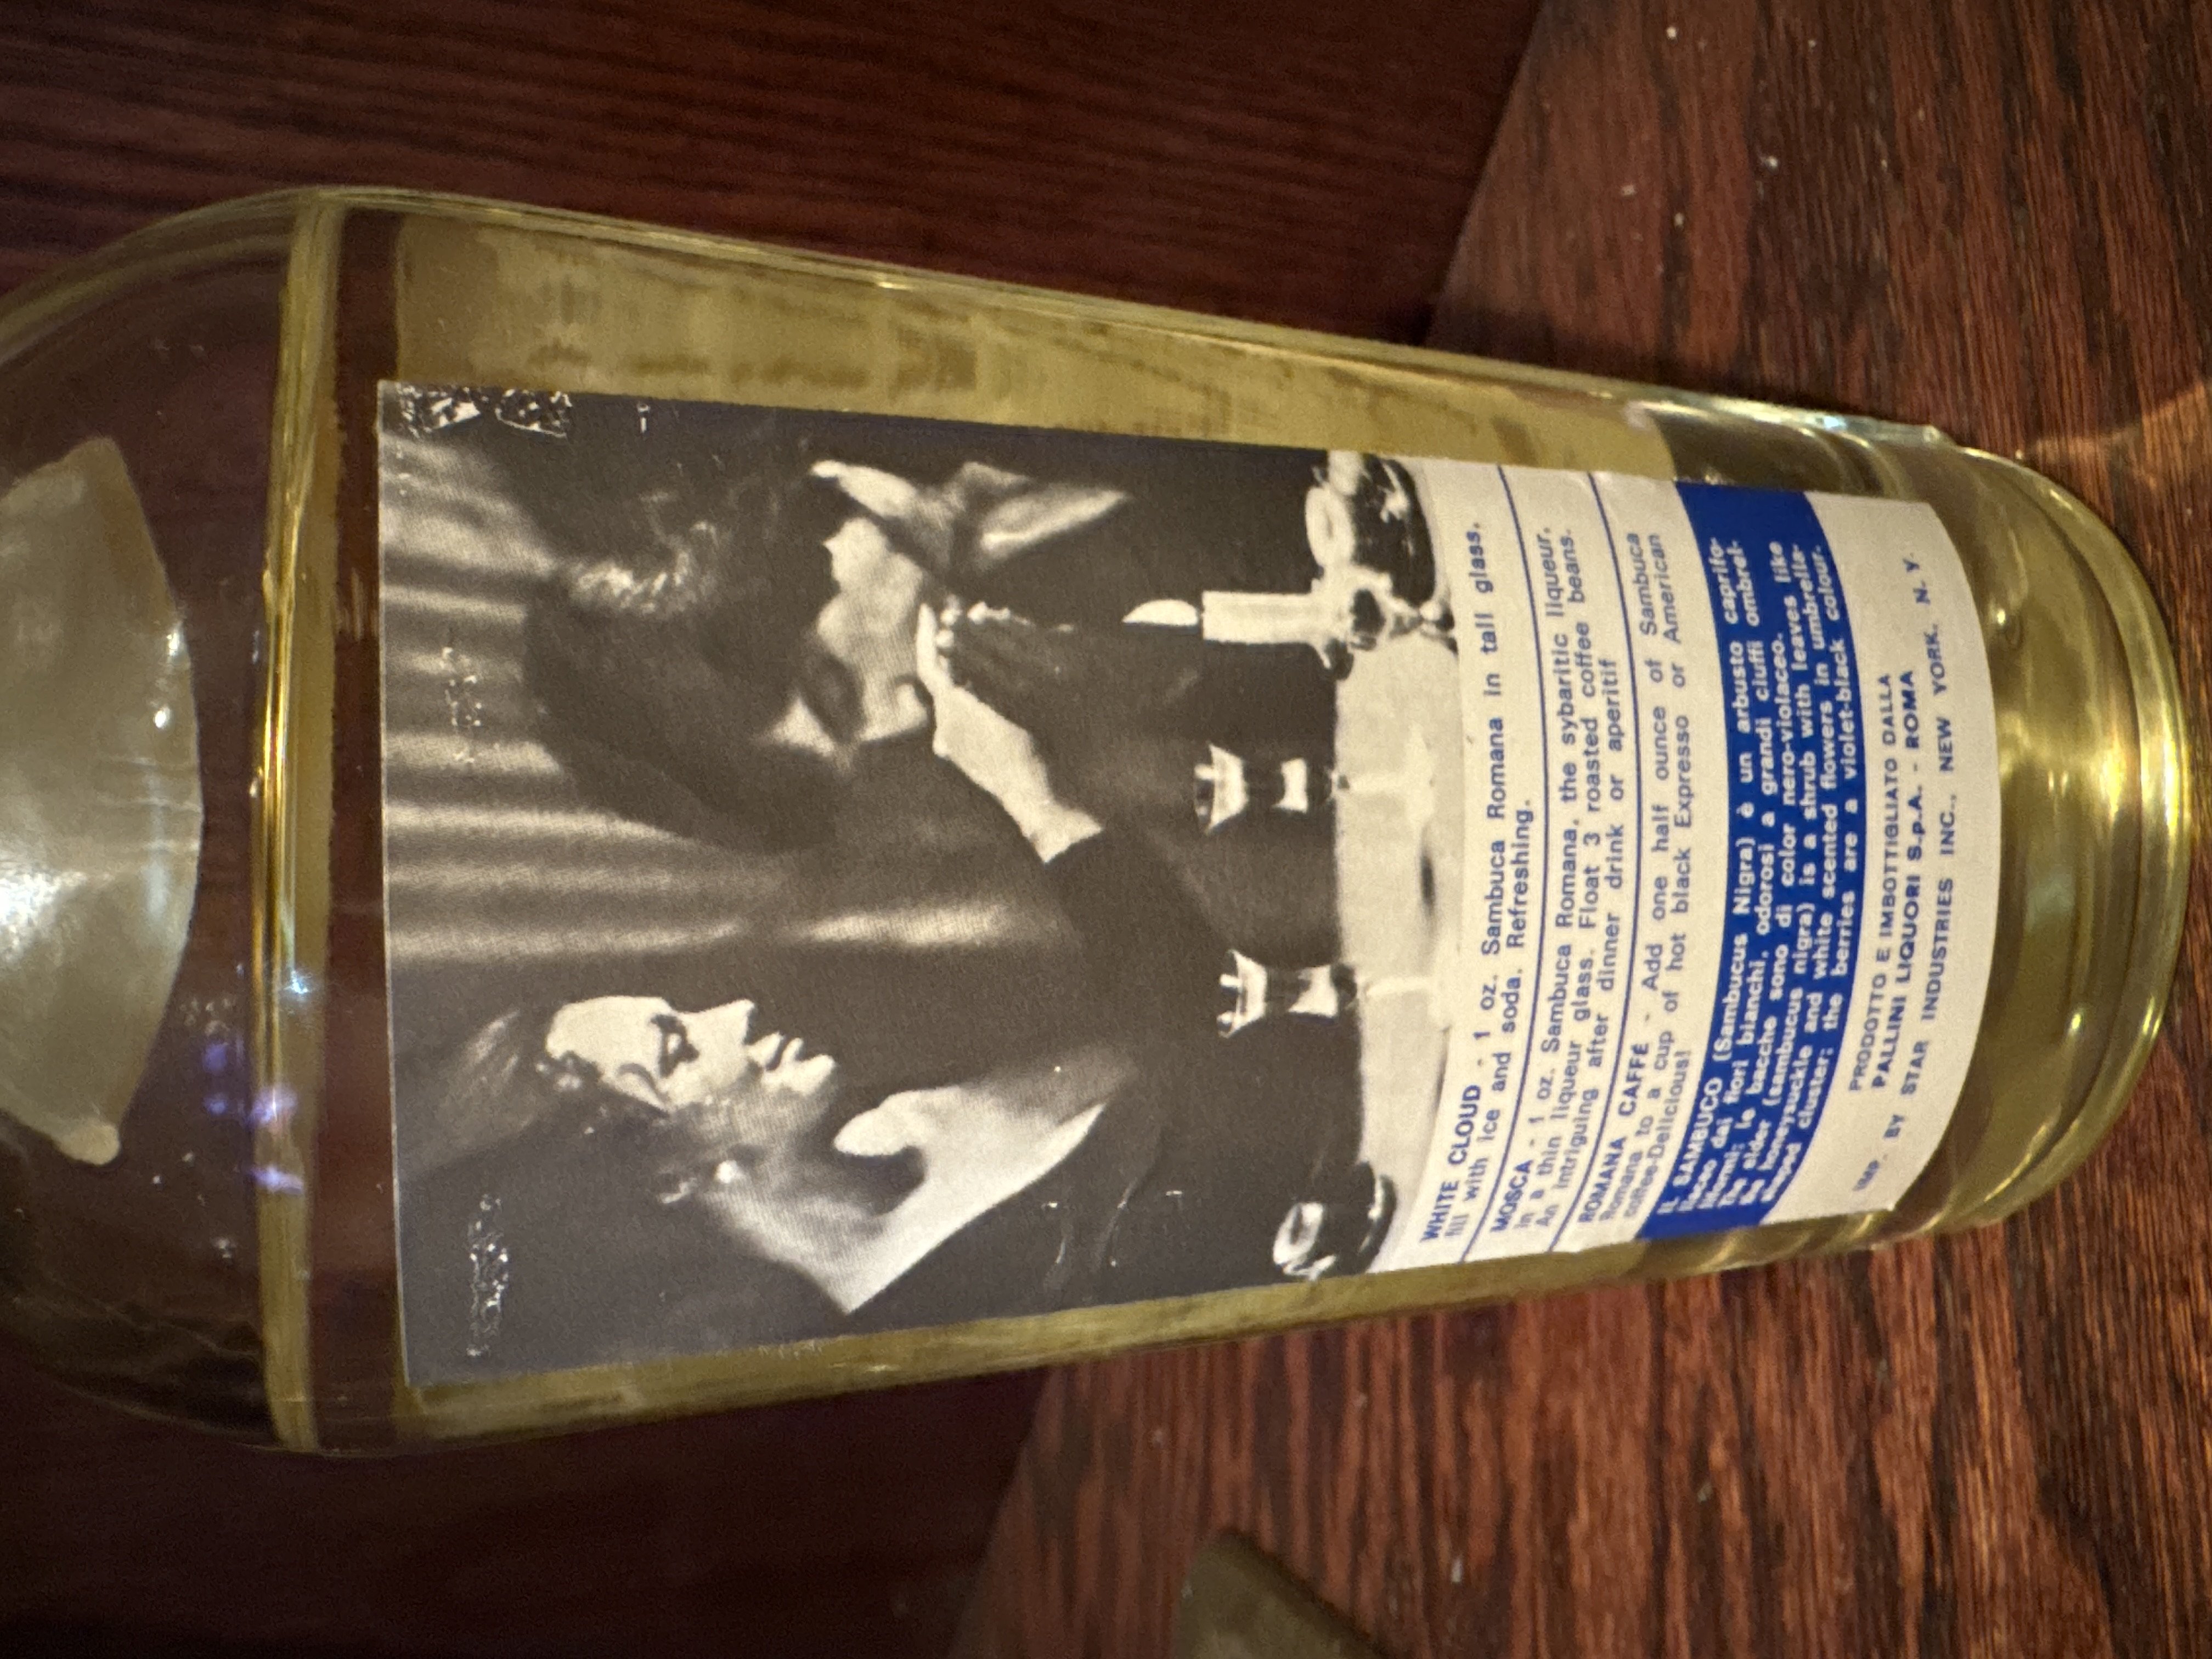 WHITE CLOUD - 1 oz. Sambuca Romana in tall glass,
fill with ice and soda. Refreshing.
MOSCA - 1 oz. Sambuca Romana, the sybaritic liqueur,
in a thin liqueur glass. Float 3 roasted coffee beans.
An intriguing after dinner drink or aperitif
ROMANA CAFFÉ - Add one half ounce of Sambuca
Romana to a cup of hot black Expresso or American
coffee-Delicious!
IL SAMBUCO (Sambucus Nigra) è un arbusto caprifo-
liaceo dai fiori bianchi, odorosi a grandi ciuffi ombrel-
liformi; le bacche sono di color nero-violaceo.
The elder (sambucus nigra) is a shrub with leaves like
the honeysuckle and white scented flowers in umbrella-
shaped cluster: the berries are a violet-black colour.
PRODOTTO E IMBOTTIGLIATO DALLA
PALLINI LIQUORI S.p.A. - ROMA
IMP. BY STAR INDUSTRIES INC., NEW YORK. N. Y.